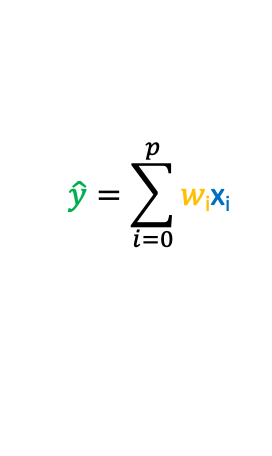 ŷ = ∑_{i=0}^{p} wᵢxᵢ